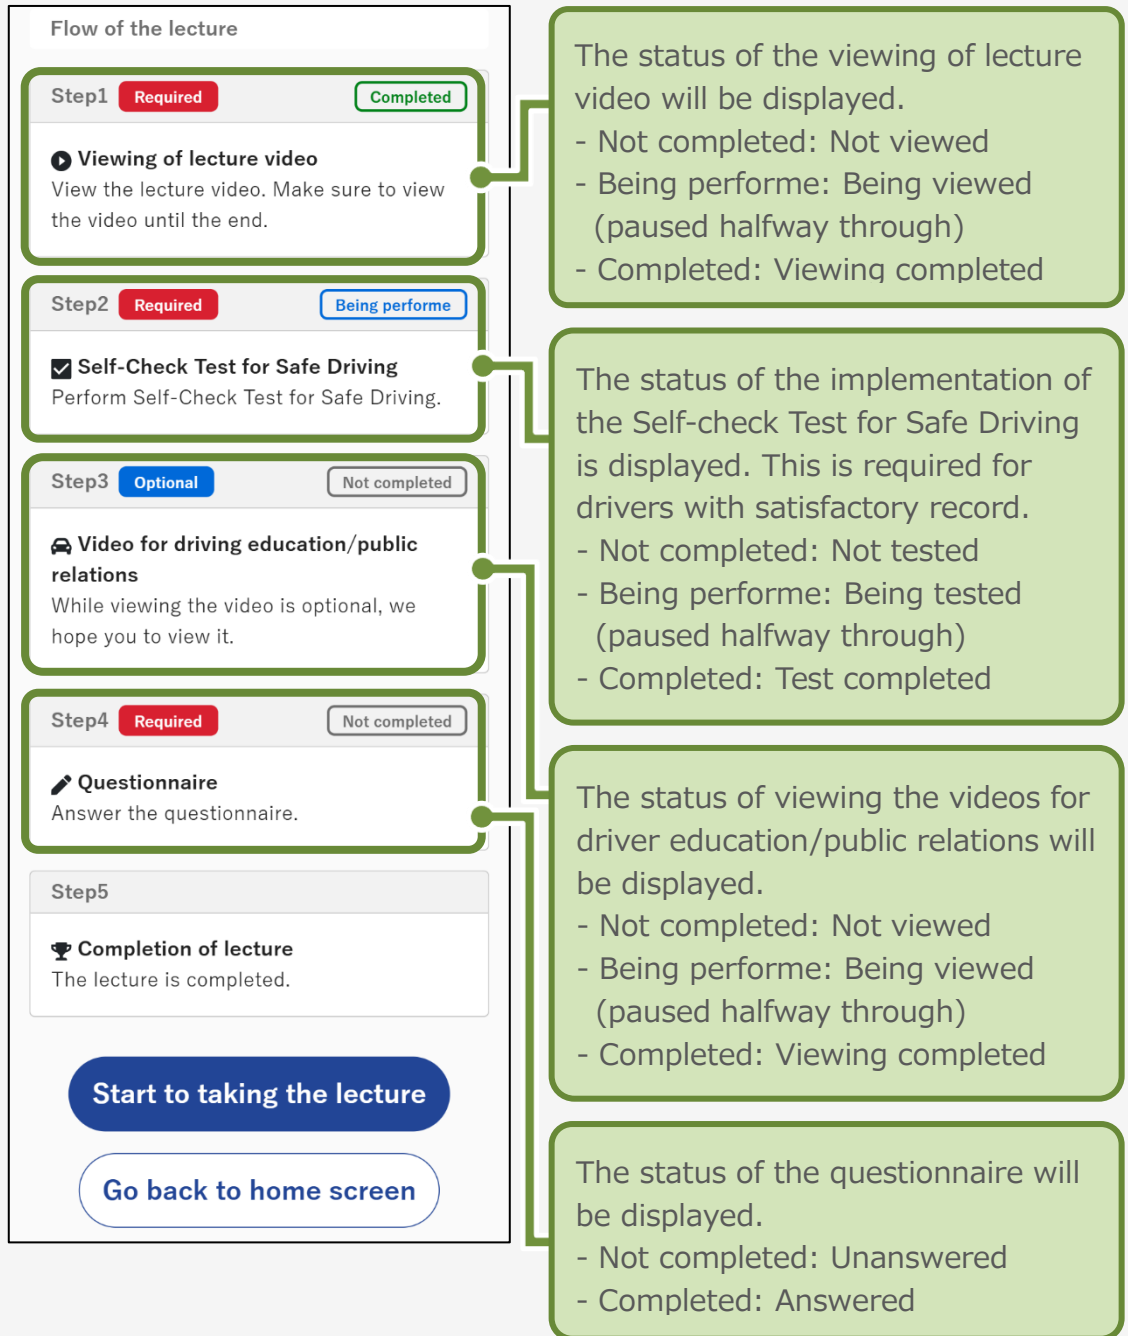 Flow of the lecture
Step1 Required Completed
Viewing of lecture video
View the lecture video. Make sure to view
the video until the end.
Step2 Required Being performe
Self-Check Test for Safe Driving
Perform Self-Check Test for Safe Driving.
Step3 Optional Not completed
Video for driving education/public
relations
While viewing the video is optional, we
hope you to view it.
Step4 Required Not completed
Questionnaire
Answer the questionnaire.
Step5
Completion of lecture
The lecture is completed.
Start to taking the lecture
Go back to home screen
The status of the viewing of lecture
video will be displayed.
- Not completed: Not viewed
- Being performe: Being viewed
(paused halfway through)
- Completed: Viewing completed
The status of the implementation of
the Self-check Test for Safe Driving
is displayed. This is required for
drivers with satisfactory record.
- Not completed: Not tested
- Being performe: Being tested
(paused halfway through)
- Completed: Test completed
The status of viewing the videos for
driver education/public relations will
be displayed.
- Not completed: Not viewed
- Being performe: Being viewed
(paused halfway through)
- Completed: Viewing completed
The status of the questionnaire will
be displayed.
- Not completed: Unanswered
- Completed: Answered